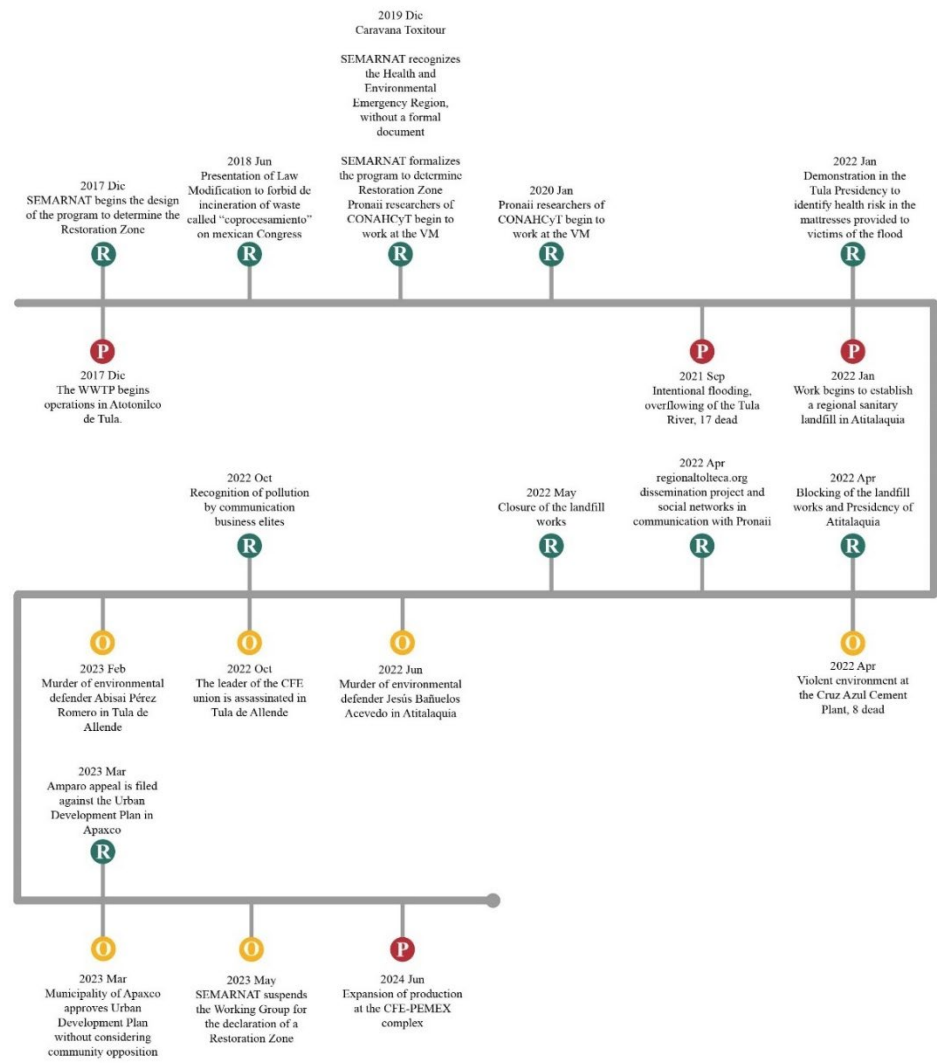 2017 Dic
SEMARNAT begins the design
of the program to determine the
Restoration Zone
R
2018 Jun
Presentation of Law
Modification to forbid de
incineration of waste
called “coprocesamiento”
on mexican Congress
R
2019 Dic
Caravana Toxitour
SEMARNAT recognizes
the Health and
Environmental
Emergency Region,
without a formal
document
SEMARNAT formalizes
the program to determine
Restoration Zone
Pronaii researchers of
CONAHCyT begin to
work at the VM
R
2020 Jan
Pronaii researchers of
CONAHCyT begin to
work at the VM
R
2022 Jan
Demonstration in the
Tula Presidency to
identify health risk in the
mattresses provided to
victims of the flood
R
P
2017 Dic
The WWTP begins
operations in Atotonilco
de Tula.
P
2021 Sep
Intentional flooding,
overflowing of the Tula
River, 17 dead
P
2022 Jan
Work begins to establish
a regional sanitary
landfill in Atitalaquia
2022 Oct
Recognition of pollution
by communication
business elites
R
2022 May
Closure of the landfill
works
R
2022 Apr
regionaltolteca.org
dissemination project and
social networks in
communication with Pronaii
R
2022 Apr
Blocking of the landfill
works and Presidency of
Atitalaquia
R
O
2023 Feb
Murder of environmental
defender Abisai Pérez
Romero in Tula de
Allende
O
2022 Oct
The leader of the CFE
union is assassinated in
Tula de Allende
O
2022 Jun
Murder of environmental
defender Jesús Bañuelos
Acevedo in Atitalaquia
O
2022 Apr
Violent environment at
the Cruz Azul Cement
Plant, 8 dead
2023 Mar
Amparo appeal is filed
against the Urban
Development Plan in
Apaxco
R
O
2023 Mar
Municipality of Apaxco
approves Urban
Development Plan
without considering
community opposition
O
2023 May
SEMARNAT suspends
the Working Group for
the declaration of a
Restoration Zone
P
2024 Jun
Expansion of production
at the CFE-PEMEX
complex